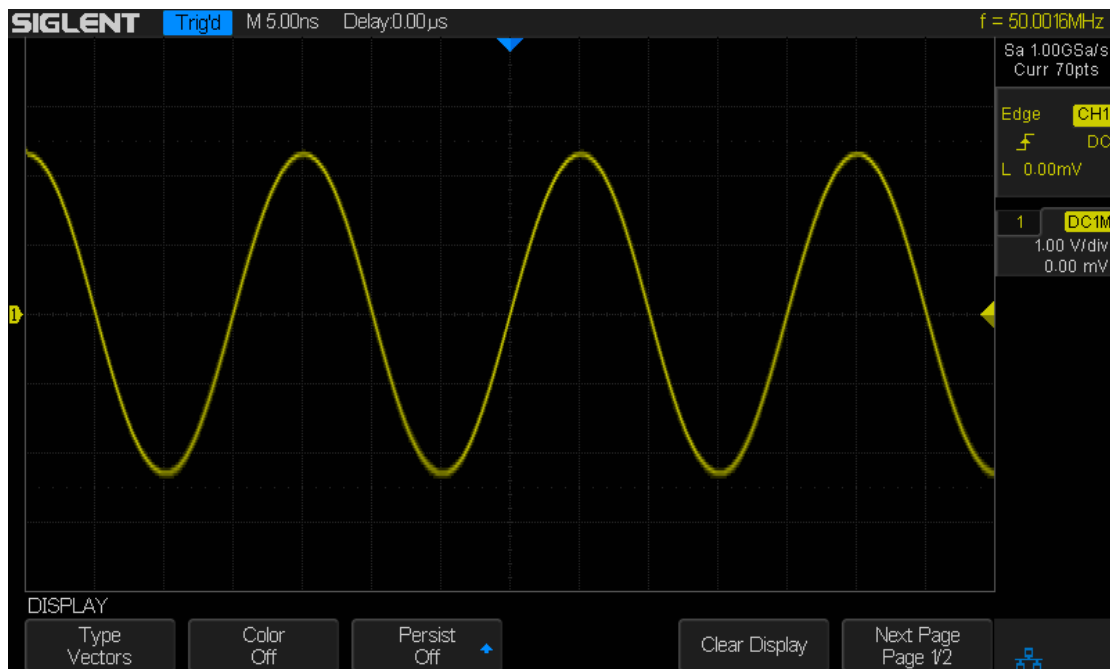 SIGLENT Trig'd M 5.00ns Delay:0.00µs f = 50.0016MHz
Sa 1.00GSa/s
Curr 70pts
Edge CH1
DC
L 0.00mV
1 DC1M
1.00 V/div
0.00 mV
1
DISPLAY
Type
Vectors
Color
Off
Persist
Off
Clear Display
Next Page
Page 1/2